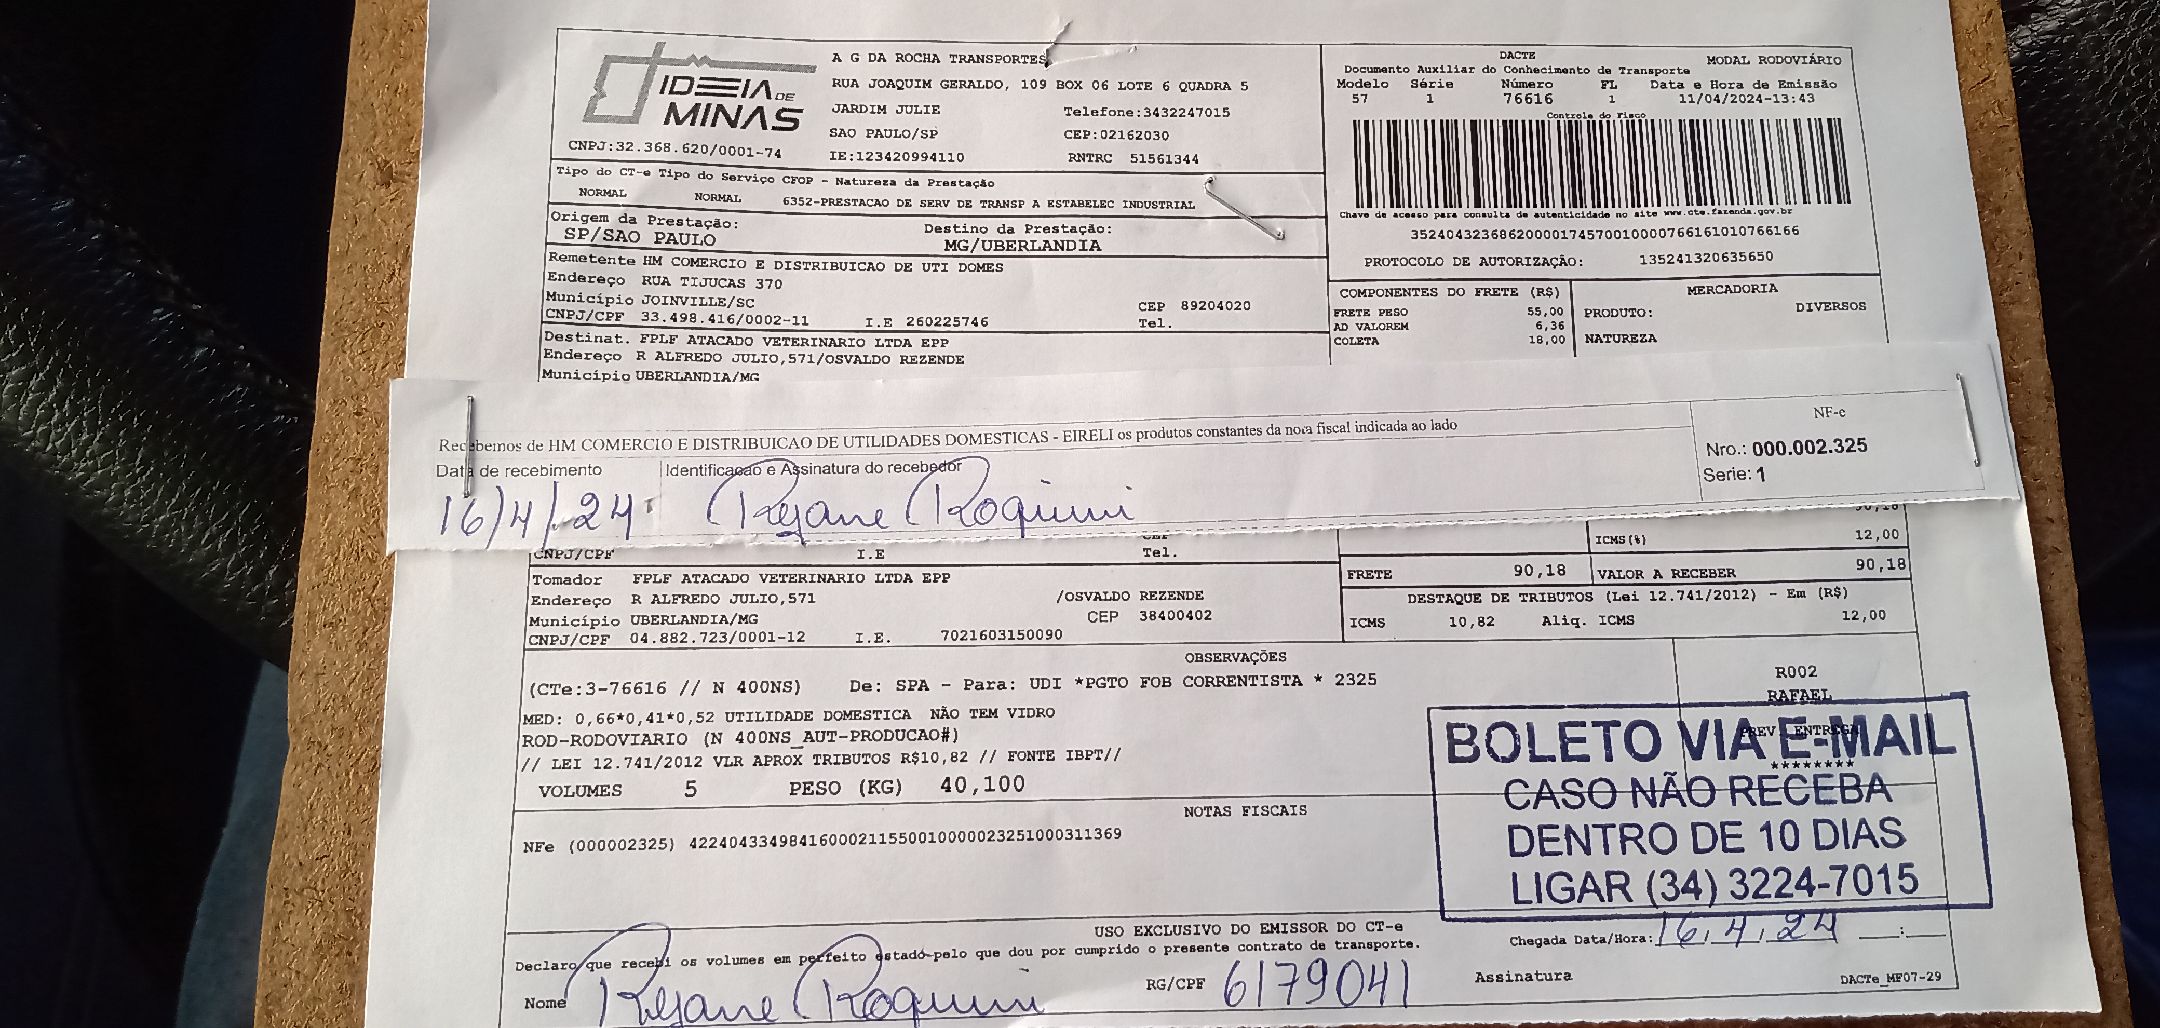 IDEIA DE
MINAS
CNPJ:32.368.620/0001-74
A G DA ROCHA TRANSPORTES
RUA JOAQUIM GERALDO, 109 BOX 06 LOTE 6 QUADRA 5
JARDIM JULIE Telefone:3432247015
SAO PAULO/SP CEP:02162030
IE:123420994110 RNTRC 51561344
DACTE MODAL RODOVIÁRIO
Documento Auxiliar do Conhecimento de Transporte
Modelo Série Número FL Data e Hora de Emissão
57 1 76616 1 11/04/2024-13:43
Controle do Fisco
Chave de acesso para consulta de autenticidade no site www.cte.fazenda.gov.br
35240432368620000174570010000766161010766166
PROTOCOLO DE AUTORIZAÇÃO: 135241320635650
Tipo do CT-e Tipo do Serviço CFOP - Natureza da Prestação
NORMAL NORMAL 6352-PRESTACAO DE SERV DE TRANSP A ESTABELEC INDUSTRIAL
Origem da Prestação: Destino da Prestação:
SP/SAO PAULO MG/UBERLANDIA
Remetente HM COMERCIO E DISTRIBUICAO DE UTI DOMES
Endereço RUA TIJUCAS 370
Município JOINVILLE/SC CEP 89204020
CNPJ/CPF 33.498.416/0002-11 I.E 260225746 Tel.
COMPONENTES DO FRETE (R$) MERCADORIA
FRETE PESO 55,00 PRODUTO: DIVERSOS
AD VALOREM 6,36
COLETA 18,00 NATUREZA
Destinat. FPLF ATACADO VETERINARIO LTDA EPP
Endereço R ALFREDO JULIO,571/OSVALDO REZENDE
Município UBERLANDIA/MG
Recebemos de HM COMERCIO E DISTRIBUICAO DE UTILIDADES DOMESTICAS - EIRELI os produtos constantes da nota fiscal indicada ao lado
NF-e
Nro.: 000.002.325
Serie: 1
Data de recebimento Identificacao e Assinatura do recebedor
16/4/24 Rejane Roquini
CNPJ/CPF I.E Tel.
ICMS(%) 12,00
FRETE 90,18 VALOR A RECEBER 90,18
Tomador FPLF ATACADO VETERINARIO LTDA EPP
Endereço R ALFREDO JULIO,571 /OSVALDO REZENDE
Município UBERLANDIA/MG CEP 38400402
CNPJ/CPF 04.882.723/0001-12 I.E. 7021603150090
DESTAQUE DE TRIBUTOS (Lei 12.741/2012) - Em (R$)
ICMS 10,82 Aliq. ICMS 12,00
OBSERVAÇÕES
(CTe:3-76616 // N 400NS) De: SPA - Para: UDI *PGTO FOB CORRENTISTA * 2325
MED: 0,66*0,41*0,52 UTILIDADE DOMESTICA NÃO TEM VIDRO
ROD-RODOVIARIO (N 400NS_AUT-PRODUCAO#)
// LEI 12.741/2012 VLR APROX TRIBUTOS R$10,82 // FONTE IBPT//
VOLUMES 5 PESO (KG) 40,100
R002
RAFAEL
PREV ENTREGA
********
BOLETO VIA E-MAIL
CASO NÃO RECEBA
DENTRO DE 10 DIAS
LIGAR (34) 3224-7015
NOTAS FISCAIS
NFe (000002325) 42240433498416000211550010000023251000311369
USO EXCLUSIVO DO EMISSOR DO CT-e
Declaro que recebi os volumes em perfeito estado pelo que dou por cumprido o presente contrato de transporte.
Chegada Data/Hora: 16/4/24 __:__
Nome Rejane Roquini RG/CPF 6179041 Assinatura
DACTe_MF07-29